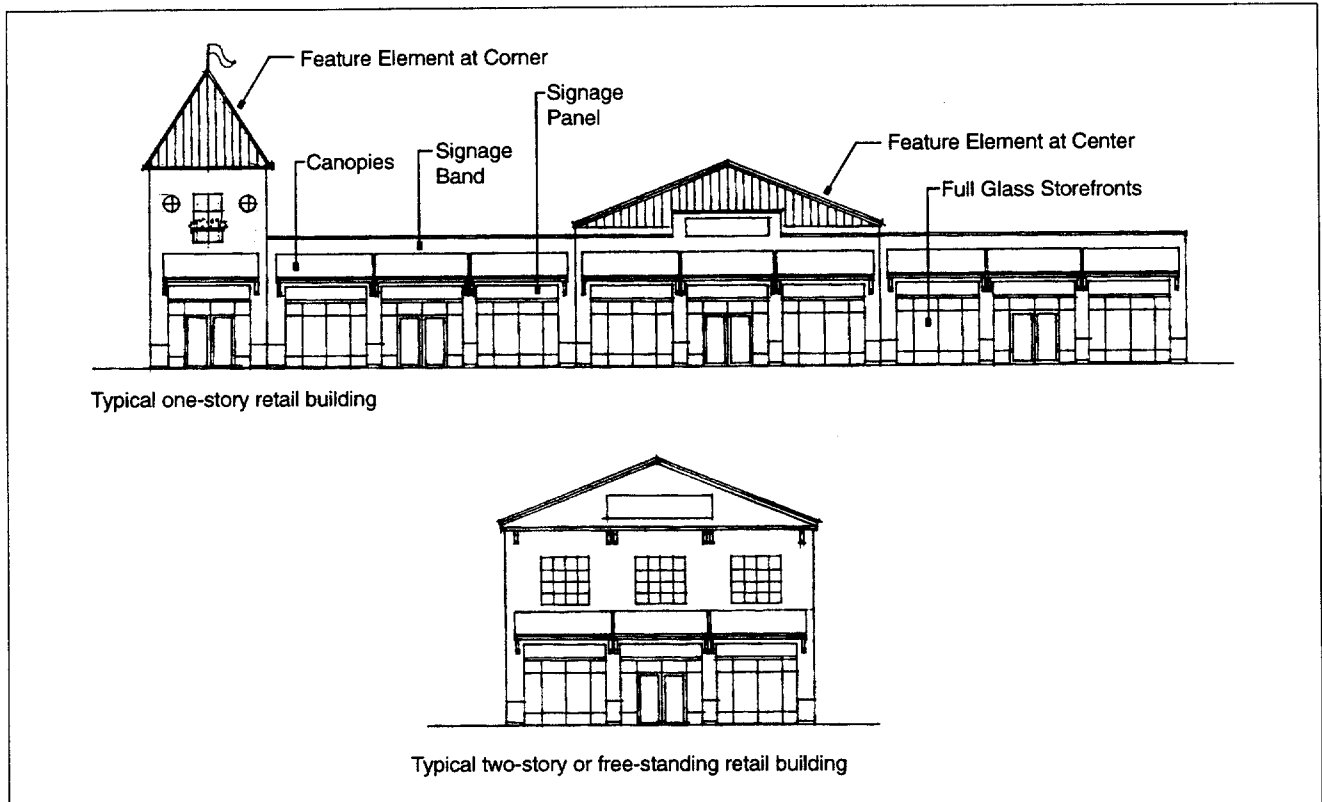 Feature Element at Corner
Signage
Panel
Canopies
Signage
Band
Feature Element at Center
Full Glass Storefronts
Typical one-story retail building
Typical two-story or free-standing retail building